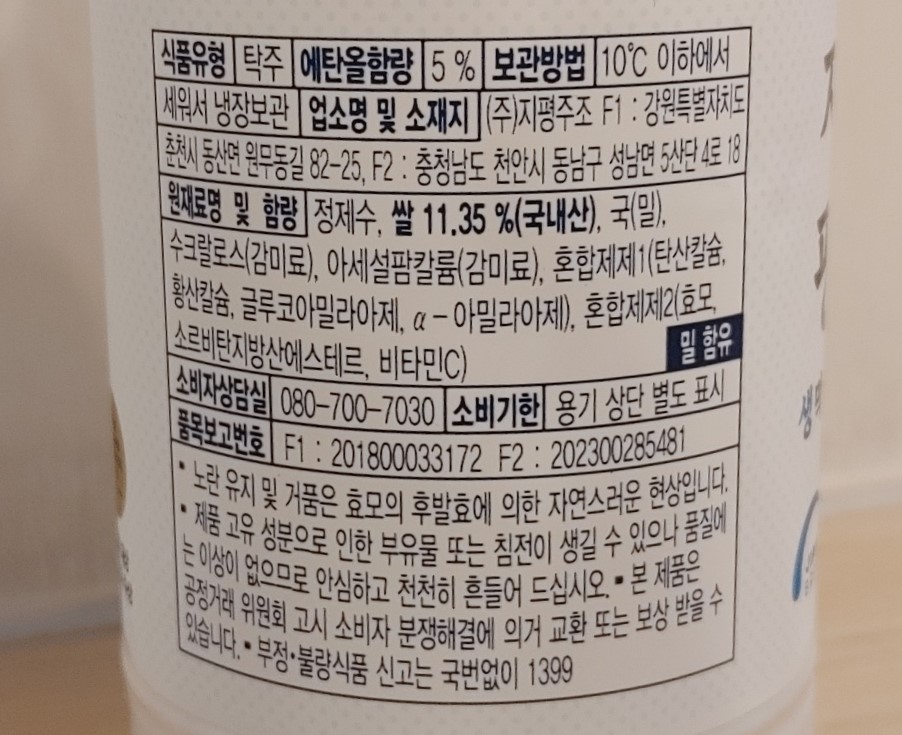 식품유형 탁주 에탄올함량 5 % 보관방법 10℃ 이하에서
세워서 냉장보관 업소명 및 소재지 (주)지평주조 F1 : 강원특별자치도
춘천시 동산면 원무동길 82-25, F2 : 충청남도 천안시 동남구 성남면 5산단 4로 18
원재료명 및 함량 정제수, 쌀 11.35 %(국내산), 국(밀),
수크랄로스(감미료), 아세설팜칼륨(감미료), 혼합제제1(탄산칼슘,
황산칼슘, 글루코아밀라아제, α - 아밀라아제), 혼합제제2(효모,
소르비탄지방산에스테르, 비타민C)
밀 함유
소비자상담실 080-700-7030 소비기한 용기 상단 별도 표시
품목보고번호 F1 : 201800033172 F2 : 202300285481
▪ 노란 유지 및 거품은 효모의 후발효에 의한 자연스러운 현상입니다.
▪ 제품 고유 성분으로 인한 부유물 또는 침전이 생길 수 있으나 품질에
는 이상이 없으므로 안심하고 천천히 흔들어 드십시오. ▪ 본 제품은
공정거래 위원회 고시 소비자 분쟁해결에 의거 교환 또는 보상 받을 수
있습니다. ▪ 부정•불량식품 신고는 국번없이 1399